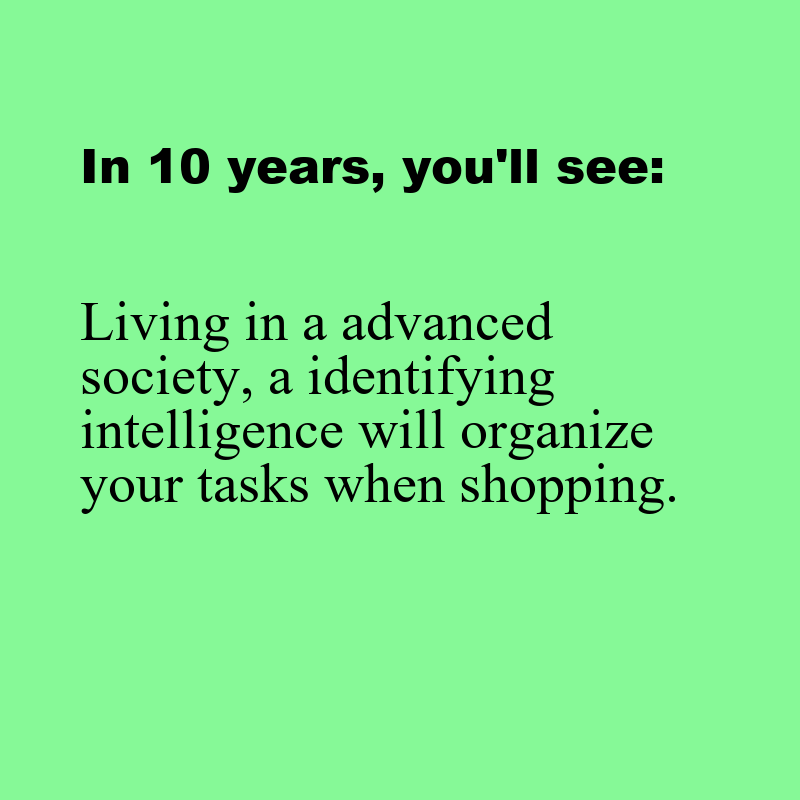 In 10 years, you'll see:
Living in a advanced
society, a identifying
intelligence will organize
your tasks when shopping.